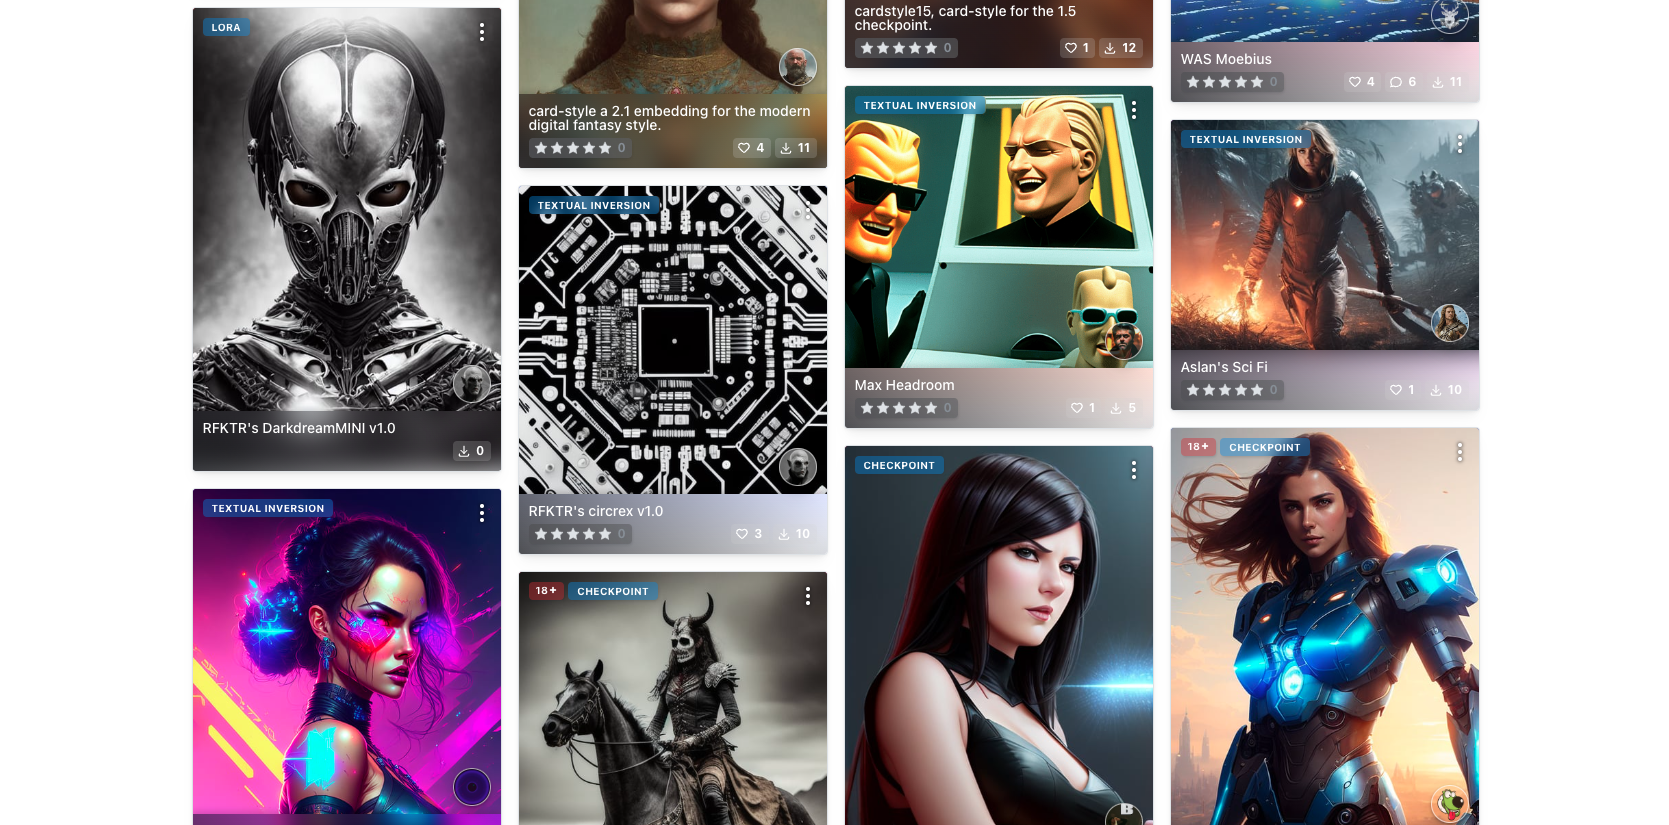 LORA
RFKTR's DarkdreamMINI v1.0
0
TEXTUAL INVERSION
card-style a 2.1 embedding for the modern
digital fantasy style.
0
4
11
TEXTUAL INVERSION
RFKTR's circrex v1.0
0
3
10
18+
CHECKPOINT
cardstyle15, card-style for the 1.5
checkpoint.
0
1
12
TEXTUAL INVERSION
Max Headroom
0
1
5
CHECKPOINT
B
WAS Moebius
0
4
6
11
TEXTUAL INVERSION
Aslan's Sci Fi
0
1
10
18+
CHECKPOINT